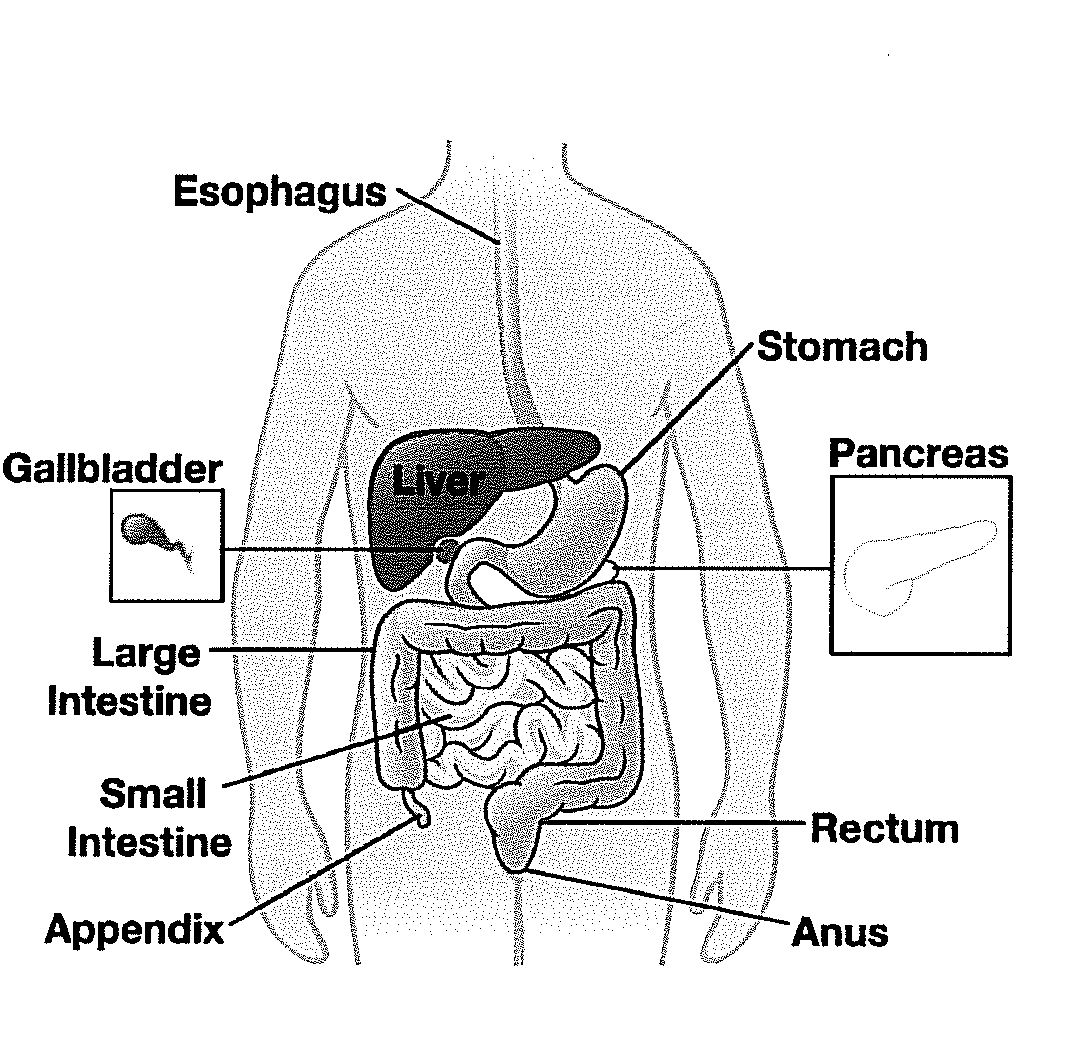 Esophagus
Stomach
Pancreas
Gallbladder
Liver
Large
Intestine
Small
Intestine
Rectum
Appendix
Anus